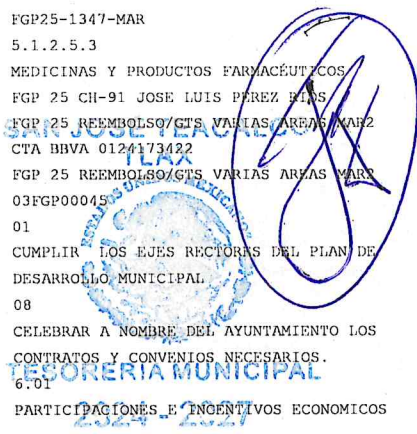 FGP25-1347-MAR
5.1.2.5.3
MEDICINAS Y PRODUCTOS FARMACÉUTICOS
FGP 25 CH-91 JOSE LUIS PEREZ RIOS
FGP 25 REEMBOLSO/GTS VARIAS AREAS MAR2
SAN JOSE TEACALCO
CTA BBVA 0124173422
TLAX
FGP 25 REEMBOLSO/GTS VARIAS AREAS MAR2
ESTADOS UNIDOS MEXICANOS
03FGP00045
01
CUMPLIR LOS EJES RECTORES DEL PLAN DE
DESARROLLO MUNICIPAL
08
CELEBRAR A NOMBRE DEL AYUNTAMIENTO LOS
CONTRATOS Y CONVENIOS NECESARIOS.
TESORERIA MUNICIPAL
6.01
PARTICIPACIONES E INCENTIVOS ECONOMICOS
2024 - 2027